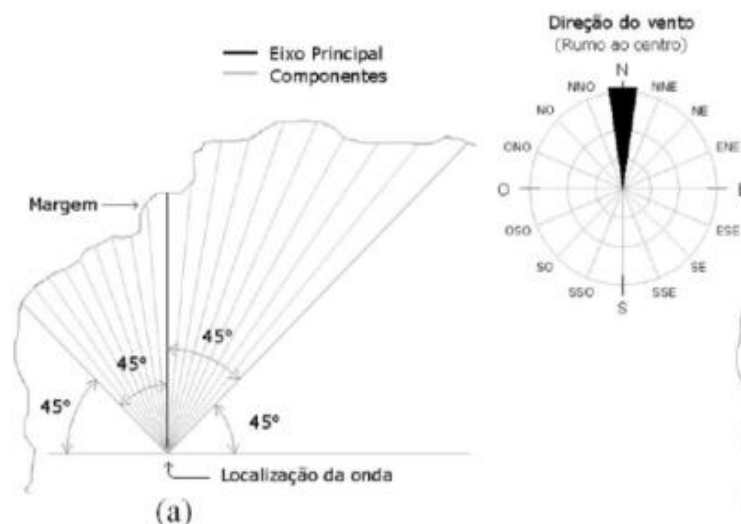 Eixo Principal
Componentes
Margem
45°
45°
45°
45°
Localização da onda
(a)
Direção do vento
(Rumo ao centro)
N
NNO
NNE
NO
NE
ONO
ENE
O
OSO
ESE
SO
SE
SSO
SSE
S